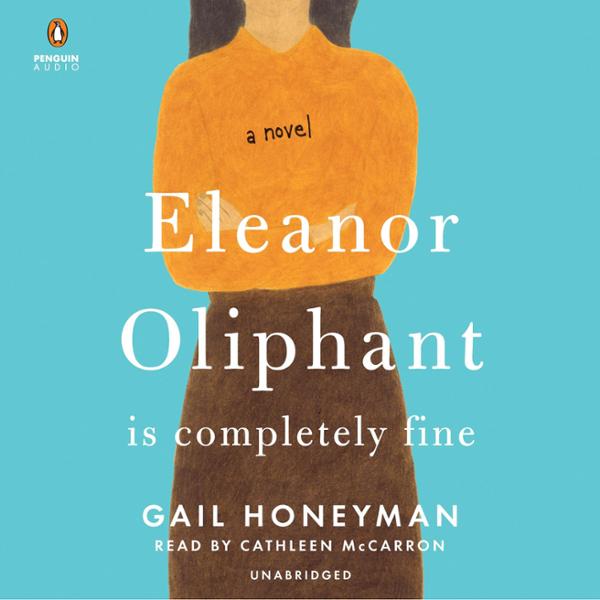 Penguin
Audio
a novel
Eleanor
Oliphant
is completely fine
GAIL HONEYMAN
READ BY CATHLEEN McCARRON
UNABRIDGED